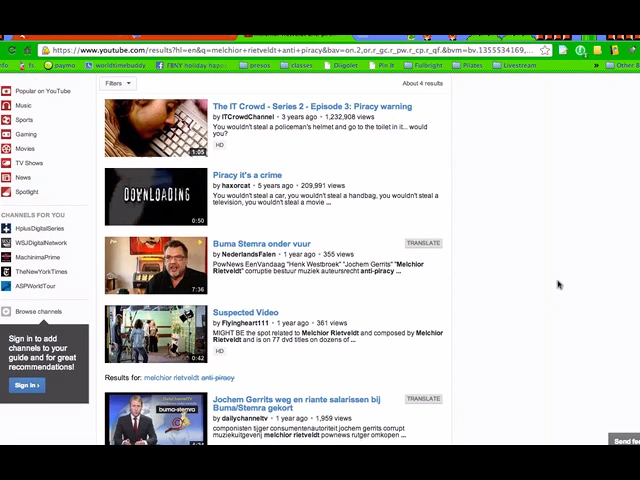 https://www.youtube.com/results?hl=en&q=melchior+rietveldt+anti+piracy&bav=on.2,or.r_gc.r_pw.r_cp.r_qf.&bvm=bv.1355534169,...
fs paymo worldtimebuddy FBNY holiday happy presos classes Diigolet Pin It Fulbright Pilates Livestream » Other B
Filters
About 4 results
Popular on YouTube
Music
Sports
Gaming
Movies
TV Shows
News
Spotlight
CHANNELS FOR YOU
HplusDigitalSeries
WSJDigitalNetwork
MachinimaPrime
TheNewYorkTimes
ASPWorldTour
Browse channels
Sign in to add
channels to your
guide and for great
recommendations!
Sign in ›
1:05
The IT Crowd - Series 2 - Episode 3: Piracy warning
by ITCrowdChannel • 3 years ago • 1,232,908 views
You wouldn't steal a policeman's helmet and go to the toilet in it... would
you?
HD
DOWNLOADING
0:50
Piracy it's a crime
by haxorcat • 5 years ago • 209,991 views
You wouldn't steal a car, you wouldn't steal a handbag, you wouldn't steal a
television, you wouldn't steal a movie ...
7:36
Buma Stemra onder vuur
TRANSLATE
by NederlandsFalen • 1 year ago • 355 views
PowNews EenVandaag "Henk Westbroek" "Jochem Gerrits" "Melchior
Rietveldt" corruptie bestuur muziek auteursrecht anti-piracy ...
0:42
Suspected Video
by Flyingheart111 • 1 year ago • 361 views
MIGHT BE the spot related to Melchior Rietveldt and composed by Melchior
Rietveldt and is on 77 dvd titles on dozens of ...
HD
Results for: melchior rietveldt anti-piracy
buma•stemra
Jochem Gerrits weg en riante salarissen bij
Buma/Stemra gekort
TRANSLATE
by dailychanneltv • 1 year ago • 1,959 views
componisten tijger consumentenautoriteit jochem gerrits corrupt
muziekuitgeverij melchior rietveldt pownews rutger omkopen ...
Send fe